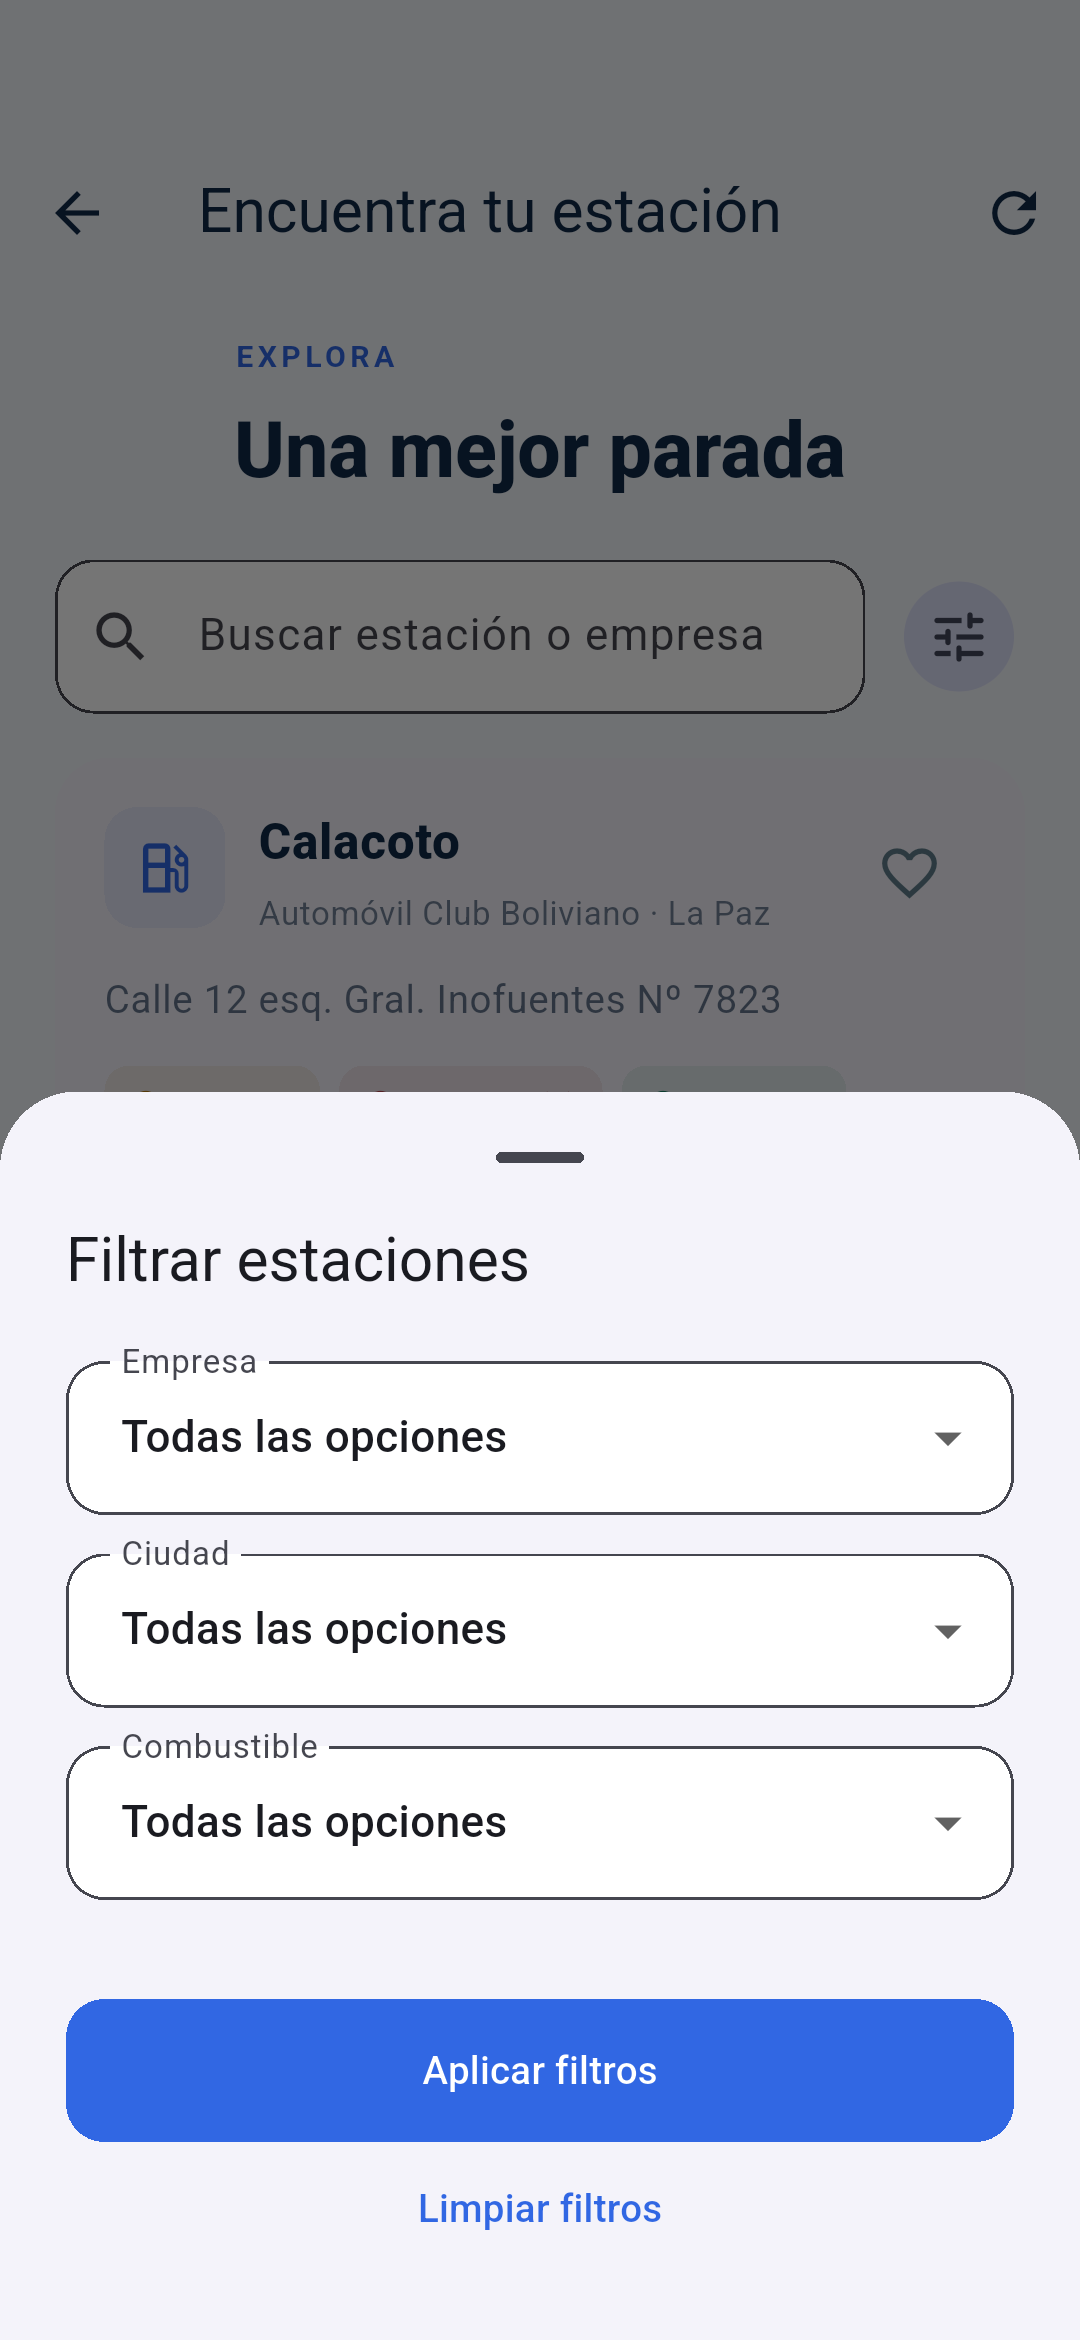 Encuentra tu estación
EXPLORA
Una mejor parada
Buscar estación o empresa
Calacoto
Automóvil Club Boliviano · La Paz
Calle 12 esq. Gral. Inofuentes Nº 7823
Filtrar estaciones
Empresa
Todas las opciones
Ciudad
Todas las opciones
Combustible
Todas las opciones
Aplicar filtros
Limpiar filtros